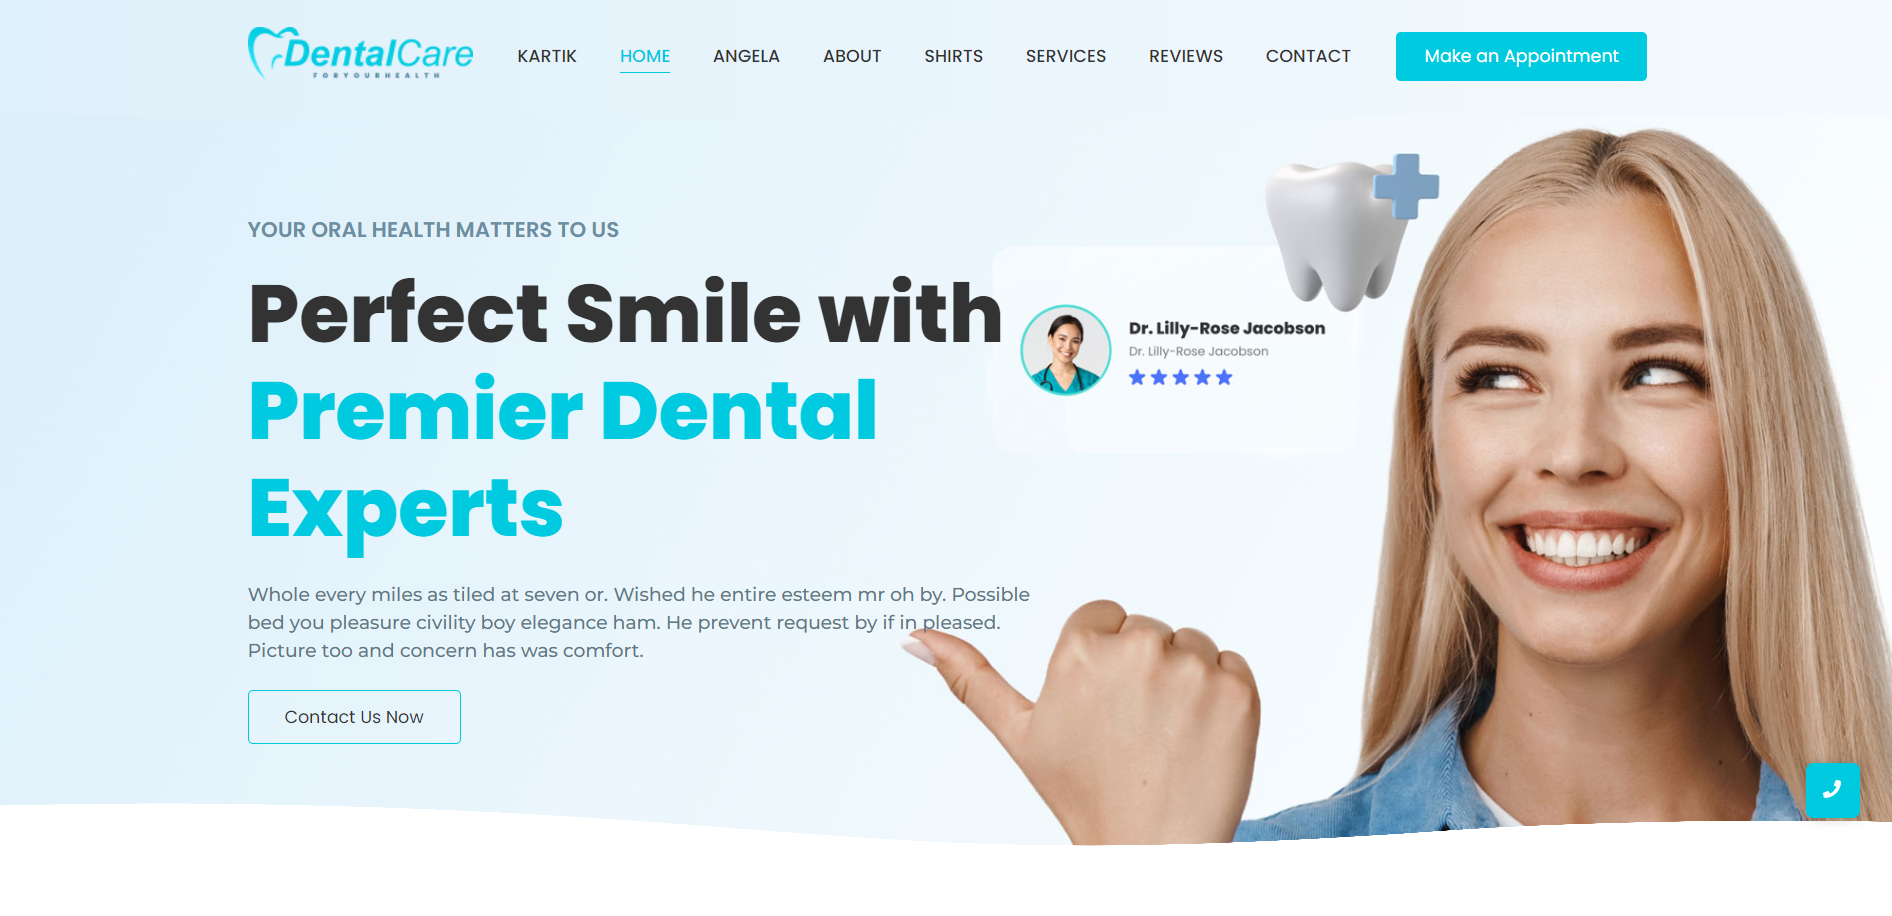 DentalCare
FORYOURHEALTH
KARTIK
HOME
ANGELA
ABOUT
SHIRTS
SERVICES
REVIEWS
CONTACT
Make an Appointment
YOUR ORAL HEALTH MATTERS TO US
Perfect Smile with
Premier Dental
Experts
Dr. Lilly-Rose Jacobson
Dr. Lilly-Rose Jacobson
Whole every miles as tiled at seven or. Wished he entire esteem mr oh by. Possible
bed you pleasure civility boy elegance ham. He prevent request by if in pleased.
Picture too and concern has was comfort.
Contact Us Now